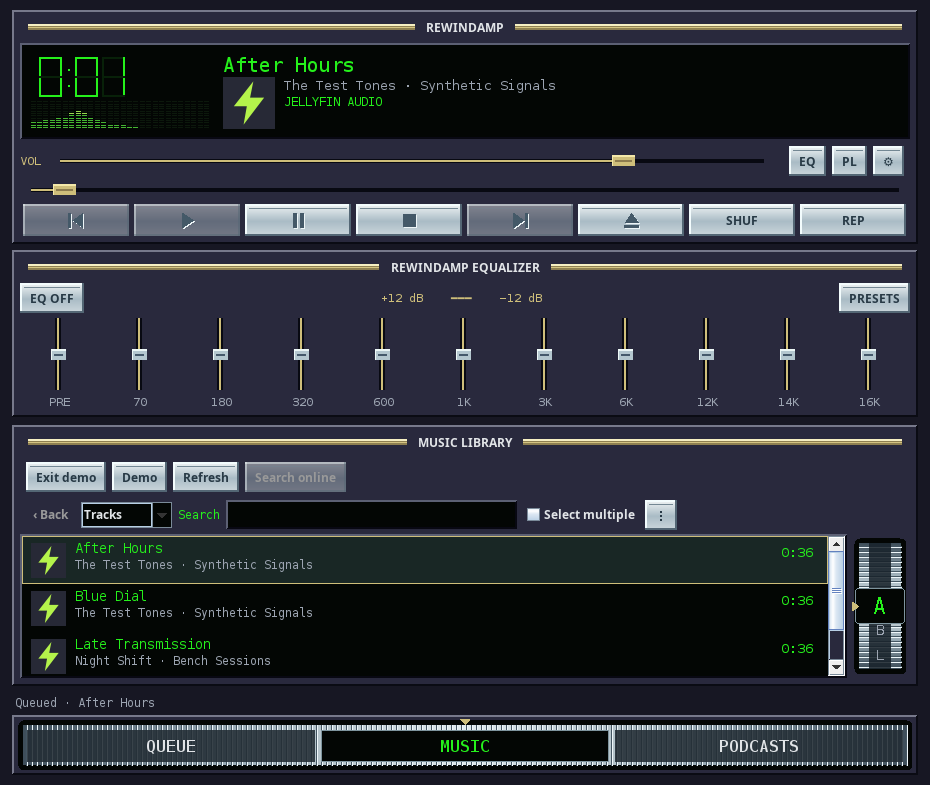 REWINDAMP
0:01
After Hours
The Test Tones · Synthetic Signals
JELLYFIN AUDIO
VOL
EQ PL ⚙
SHUF REP
REWINDAMP EQUALIZER
EQ OFF +12 dB −12 dB PRESETS
PRE 70 180 320 600 1K 3K 6K 12K 14K 16K
MUSIC LIBRARY
Exit demo Demo Refresh Search online
‹ Back Tracks Search Select multiple ⋮
After Hours 0:36
The Test Tones · Synthetic Signals
Blue Dial 0:36
The Test Tones · Synthetic Signals
Late Transmission 0:36
Night Shift · Bench Sessions
A
B
L
Queued · After Hours
QUEUE MUSIC PODCASTS